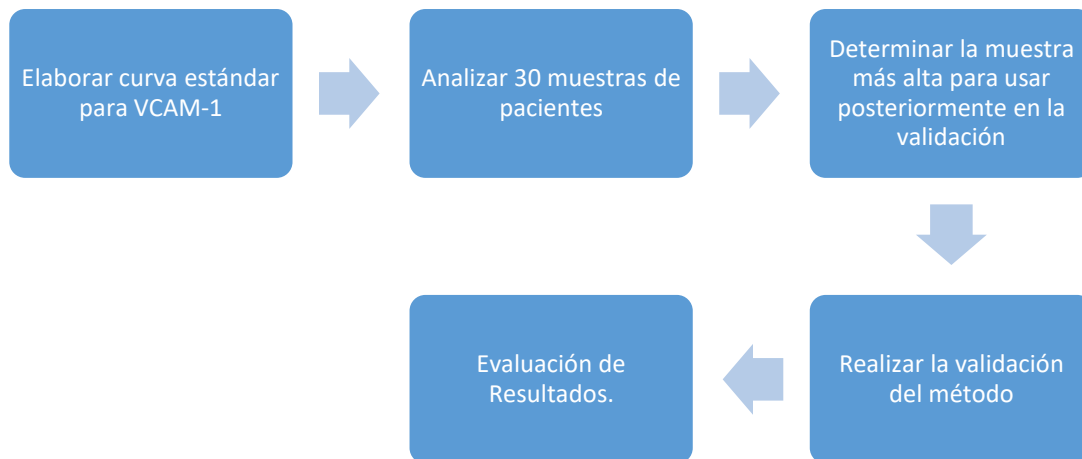 Elaborar curva estándar
para VCAM-1
Analizar 30 muestras de
pacientes
Determinar la muestra
más alta para usar
posteriormente en la
validación
Realizar la validación
del método
Evaluación de
Resultados.